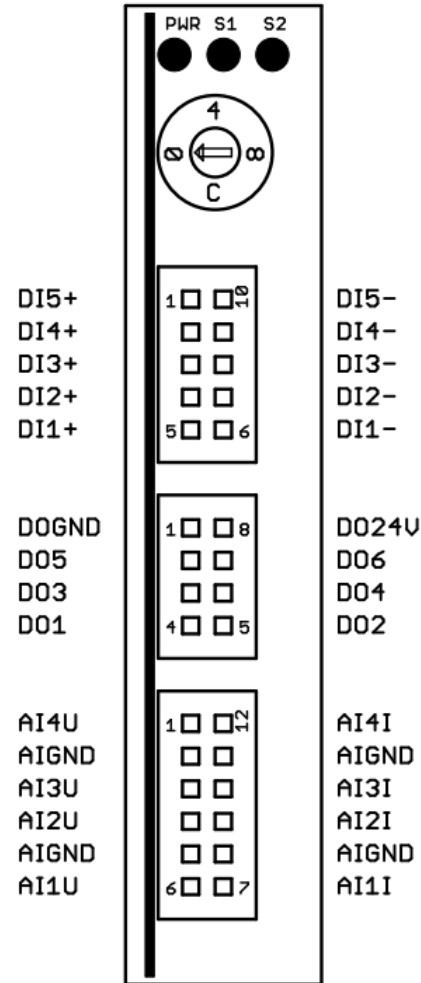 PWR S1 S2
4
0 8
C
DI5+ 1 10 DI5-
DI4+ DI4-
DI3+ DI3-
DI2+ DI2-
DI1+ 5 6 DI1-
DOGND 1 8 DO24V
DO5 DO6
DO3 DO4
DO1 4 5 DO2
AI4U 1 12 AI4I
AIGND AIGND
AI3U AI3I
AI2U AI2I
AIGND AIGND
AI1U 6 7 AI1I